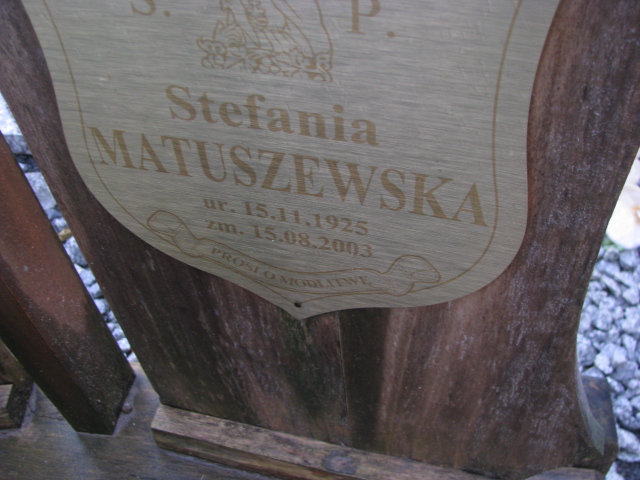 S. P.
Stefania
MATUSZEWSKA
ur. 15.11.1925
zm. 15.08.2003
PROSI O MODLITWĘ